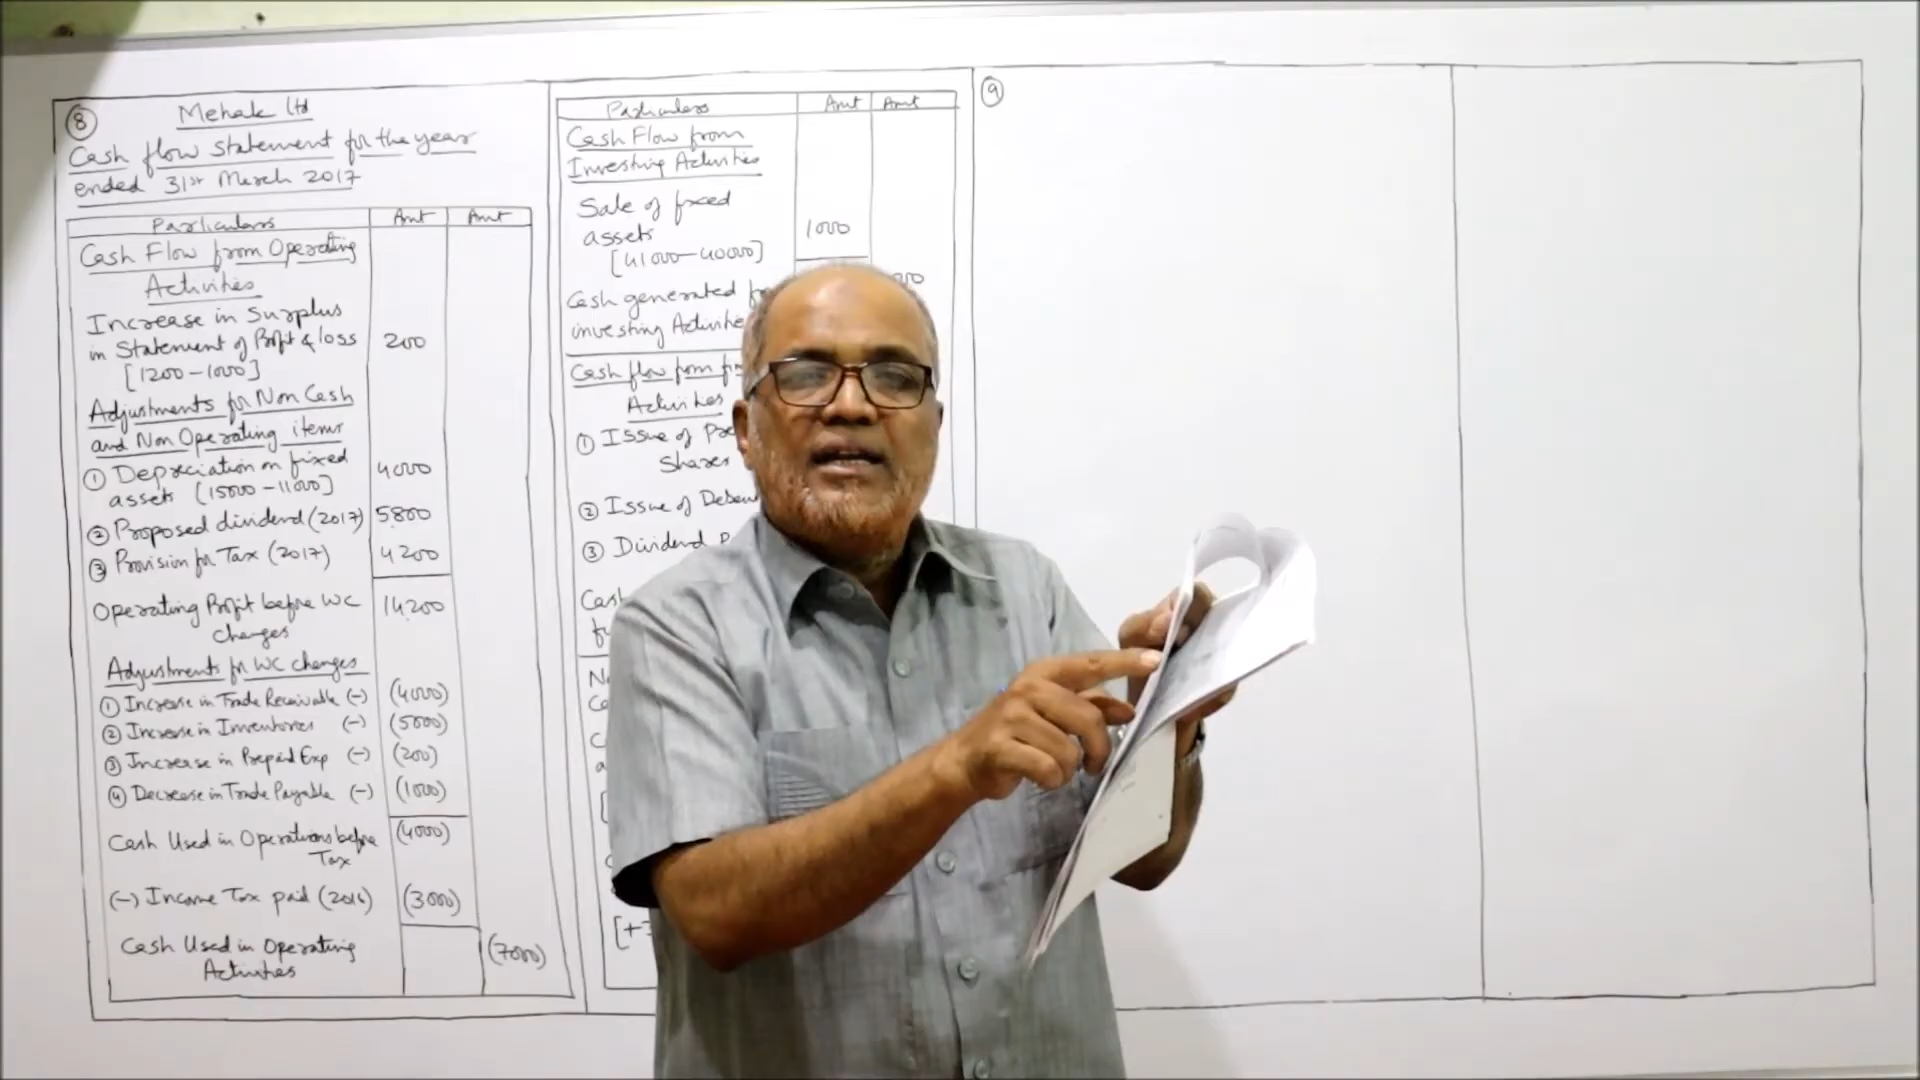 8
Mehak Ltd
Cash flow statement for the year
ended 31st March 2017
Particulars Amt Amt
Cash Flow from Operating
Activities
Increase in Surplus
in Statement of Profit & loss 200
[1200-1000]
Adjustments for Non Cash
and Non Operating items
① Depreciation on fixed
assets [15000-11000] 4000
② Proposed dividend (2017) 5800
③ Provision for Tax (2017) 4200
Operating Profit before WC 14,200
changes
Adjustments for WC changes
① Increase in Trade Receivable (-) (4000)
② Increase in Inventories (-) (5000)
③ Increase in Prepaid Exp (-) (200)
④ Decrease in Trade Payable (-) (1000)
Cash Used in Operations before (4000)
Tax
(-) Income Tax paid (2016) (3000)
Cash Used in Operating (7000)
Activities
Particulars Amt Amt
Cash Flow from
Investing Activities
Sale of fixed
assets 1000
[41000-40000]
Cash generated
investing Activitie
Cash flow from
Activities
① Issue of Pre
Shares
② Issue of Deben
③ Dividend P
Cash
9